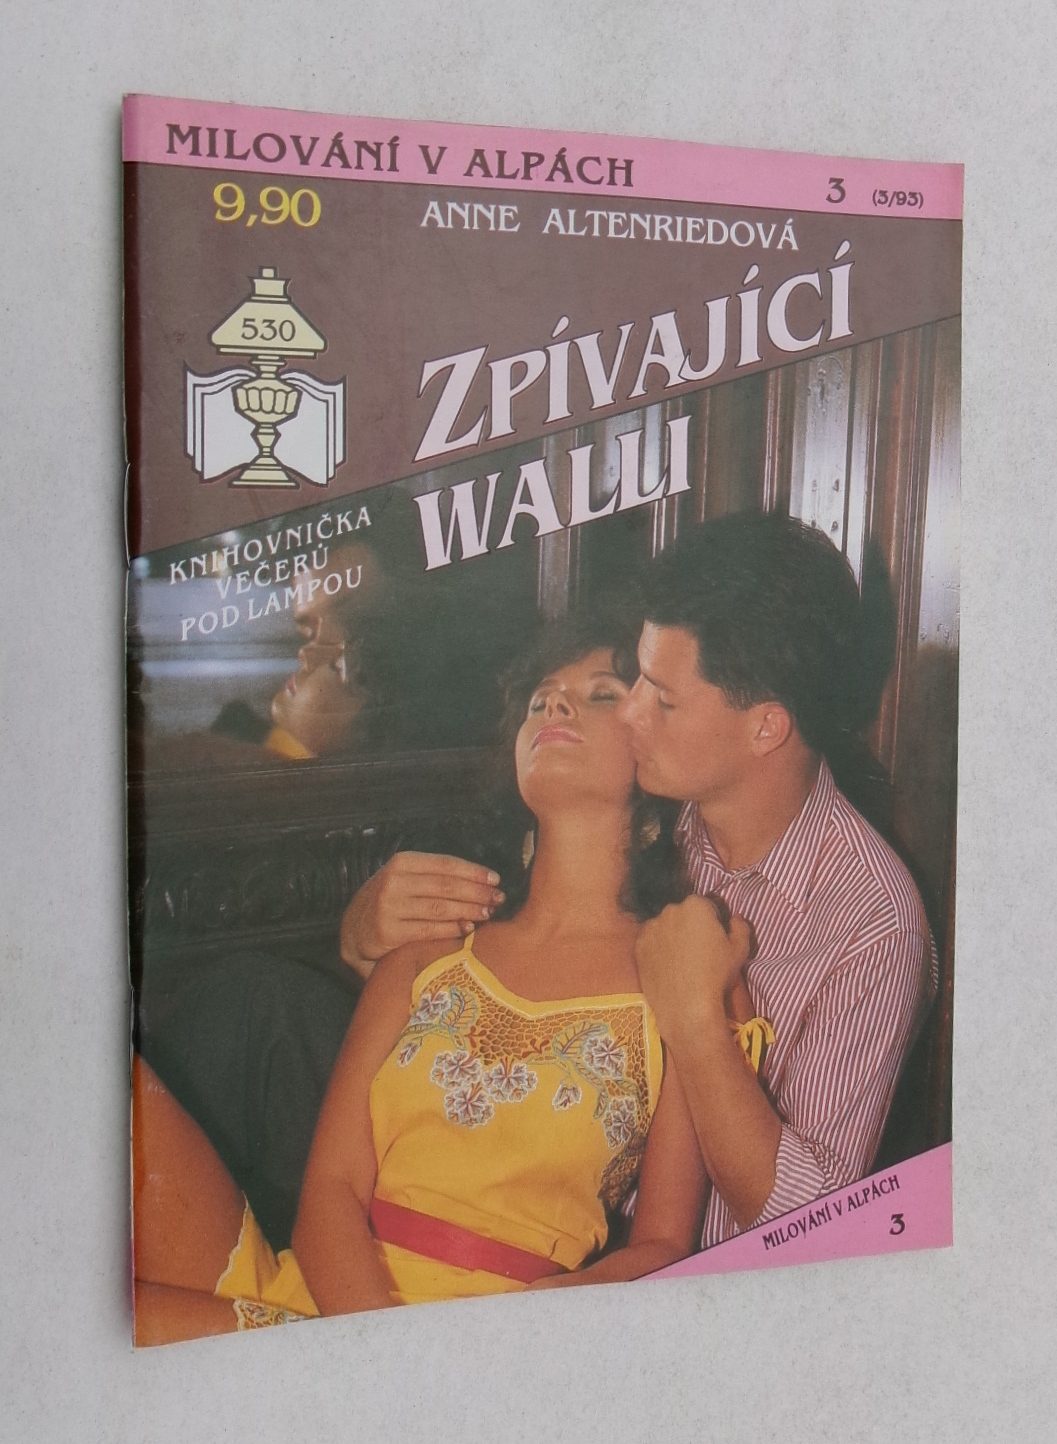 MILOVÁNÍ V ALPÁCH
3 (3/93)
9,90
ANNE ALTENRIEDOVÁ
530
ZPÍVAJÍCÍ
WALLI
KNIHOVNIČKA
VEČERŮ
POD LAMPOU
MILOVÁNÍ V ALPÁCH
3